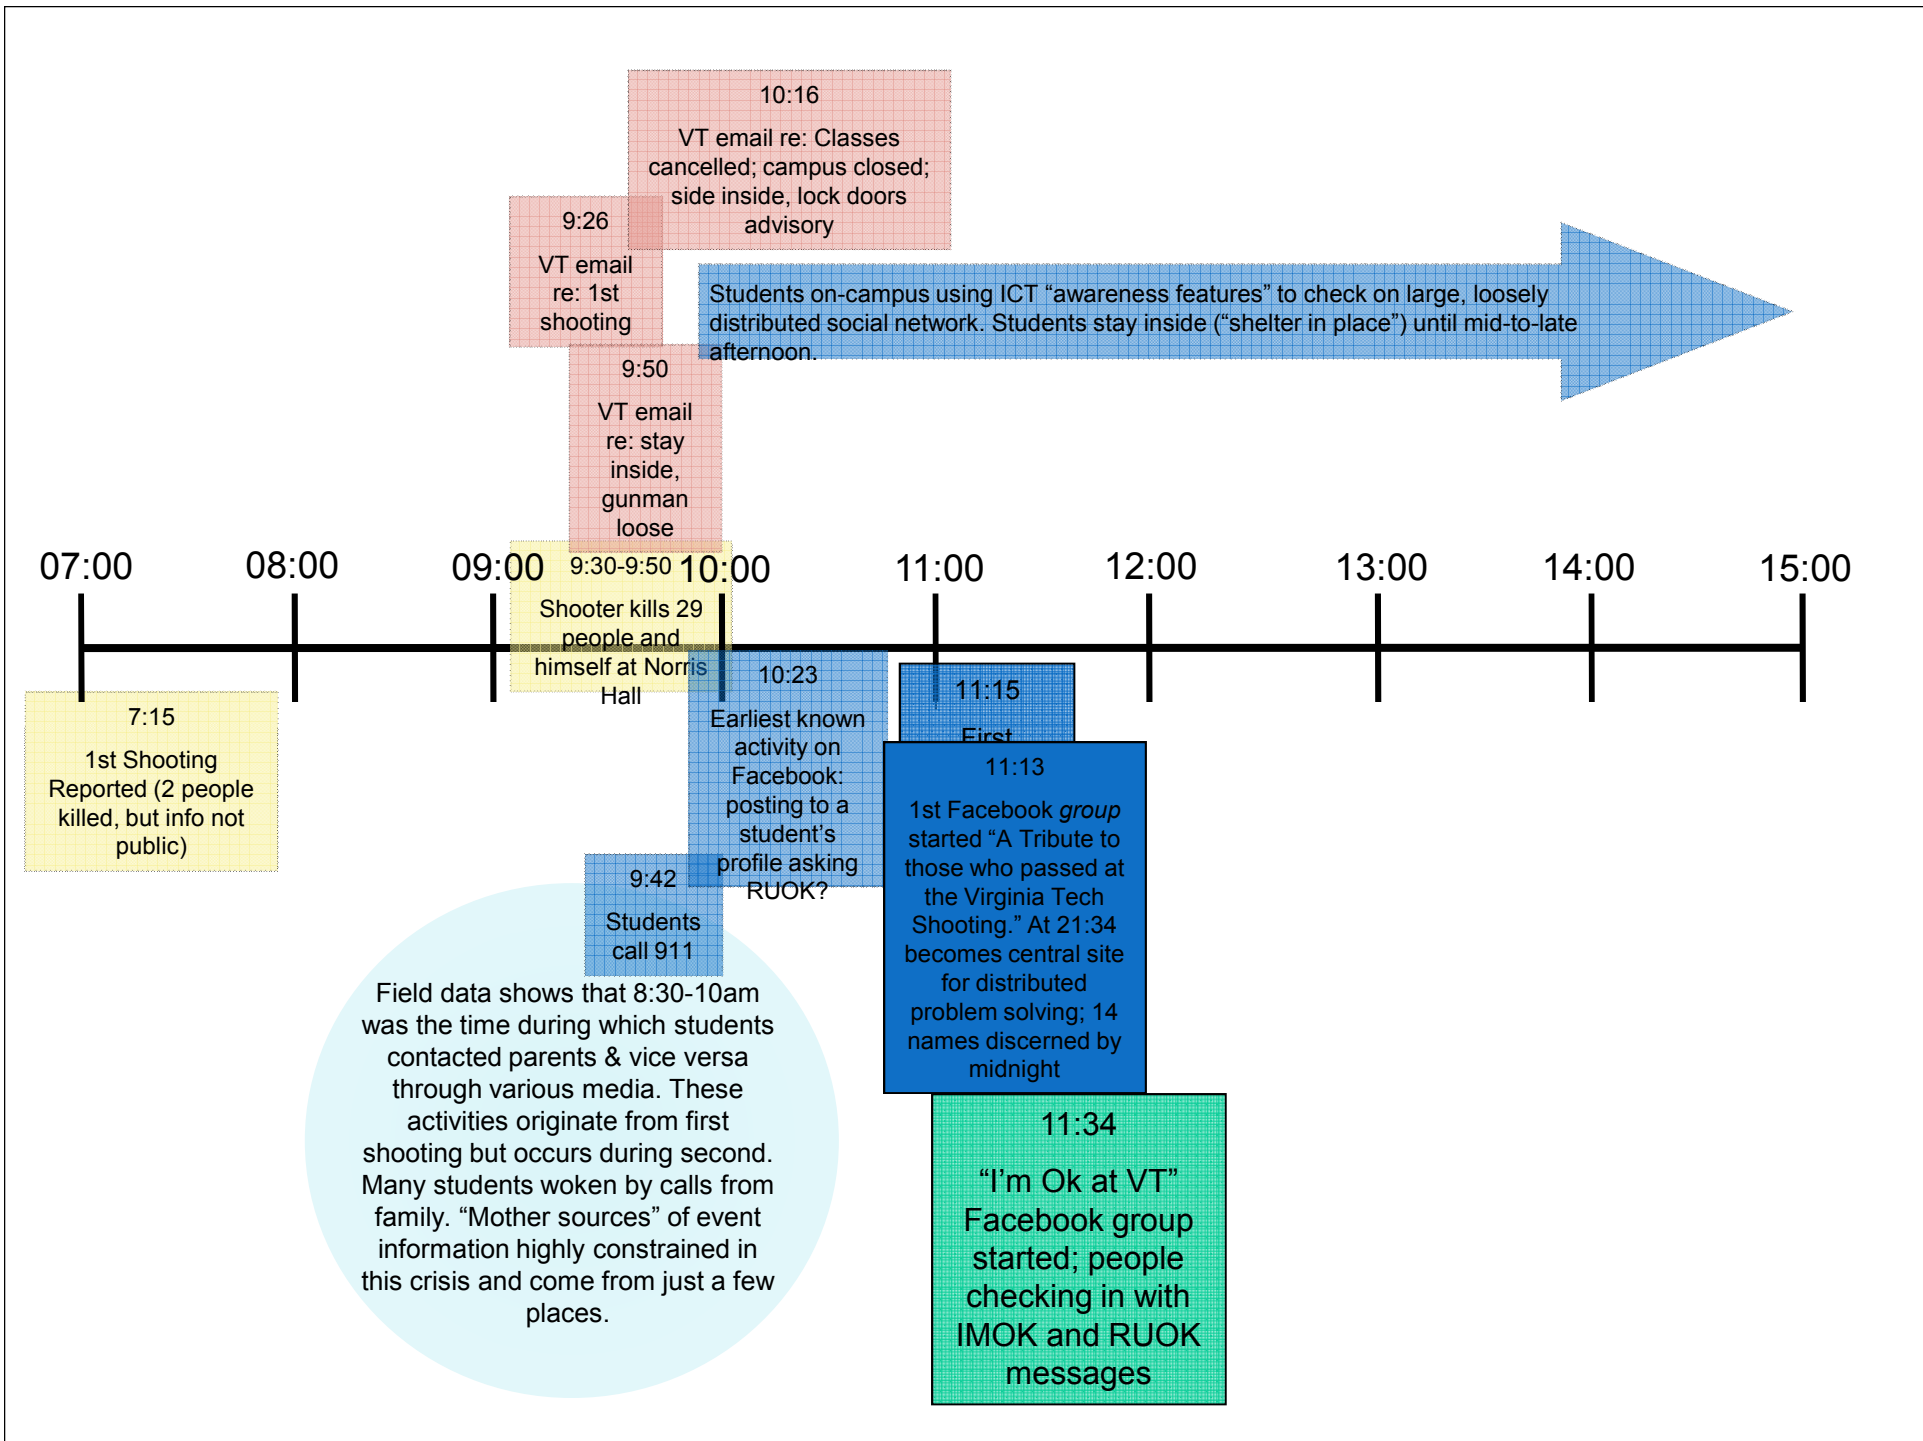 10:16
VT email re: Classes
cancelled; campus closed;
side inside, lock doors
advisory
9:26
VT email
re: 1st
shooting
Students on-campus using ICT “awareness features” to check on large, loosely
distributed social network. Students stay inside (“shelter in place”) until mid-to-late
afternoon.
9:50
VT email
re: stay
inside,
gunman
loose
07:00
08:00
09:00
10:00
11:00
12:00
13:00
14:00
15:00
9:30-9:50
Shooter kills 29
people and
himself at Norris
Hall
7:15
1st Shooting
Reported (2 people
killed, but info not
public)
10:23
Earliest known
activity on
Facebook:
posting to a
student’s
profile asking
RUOK?
11:15
First
11:13
1st Facebook group
started “A Tribute to
those who passed at
the Virginia Tech
Shooting.” At 21:34
becomes central site
for distributed
problem solving; 14
names discerned by
midnight
9:42
Students
call 911
Field data shows that 8:30-10am
was the time during which students
contacted parents & vice versa
through various media. These
activities originate from first
shooting but occurs during second.
Many students woken by calls from
family. “Mother sources” of event
information highly constrained in
this crisis and come from just a few
places.
11:34
“I’m Ok at VT”
Facebook group
started; people
checking in with
IMOK and RUOK
messages